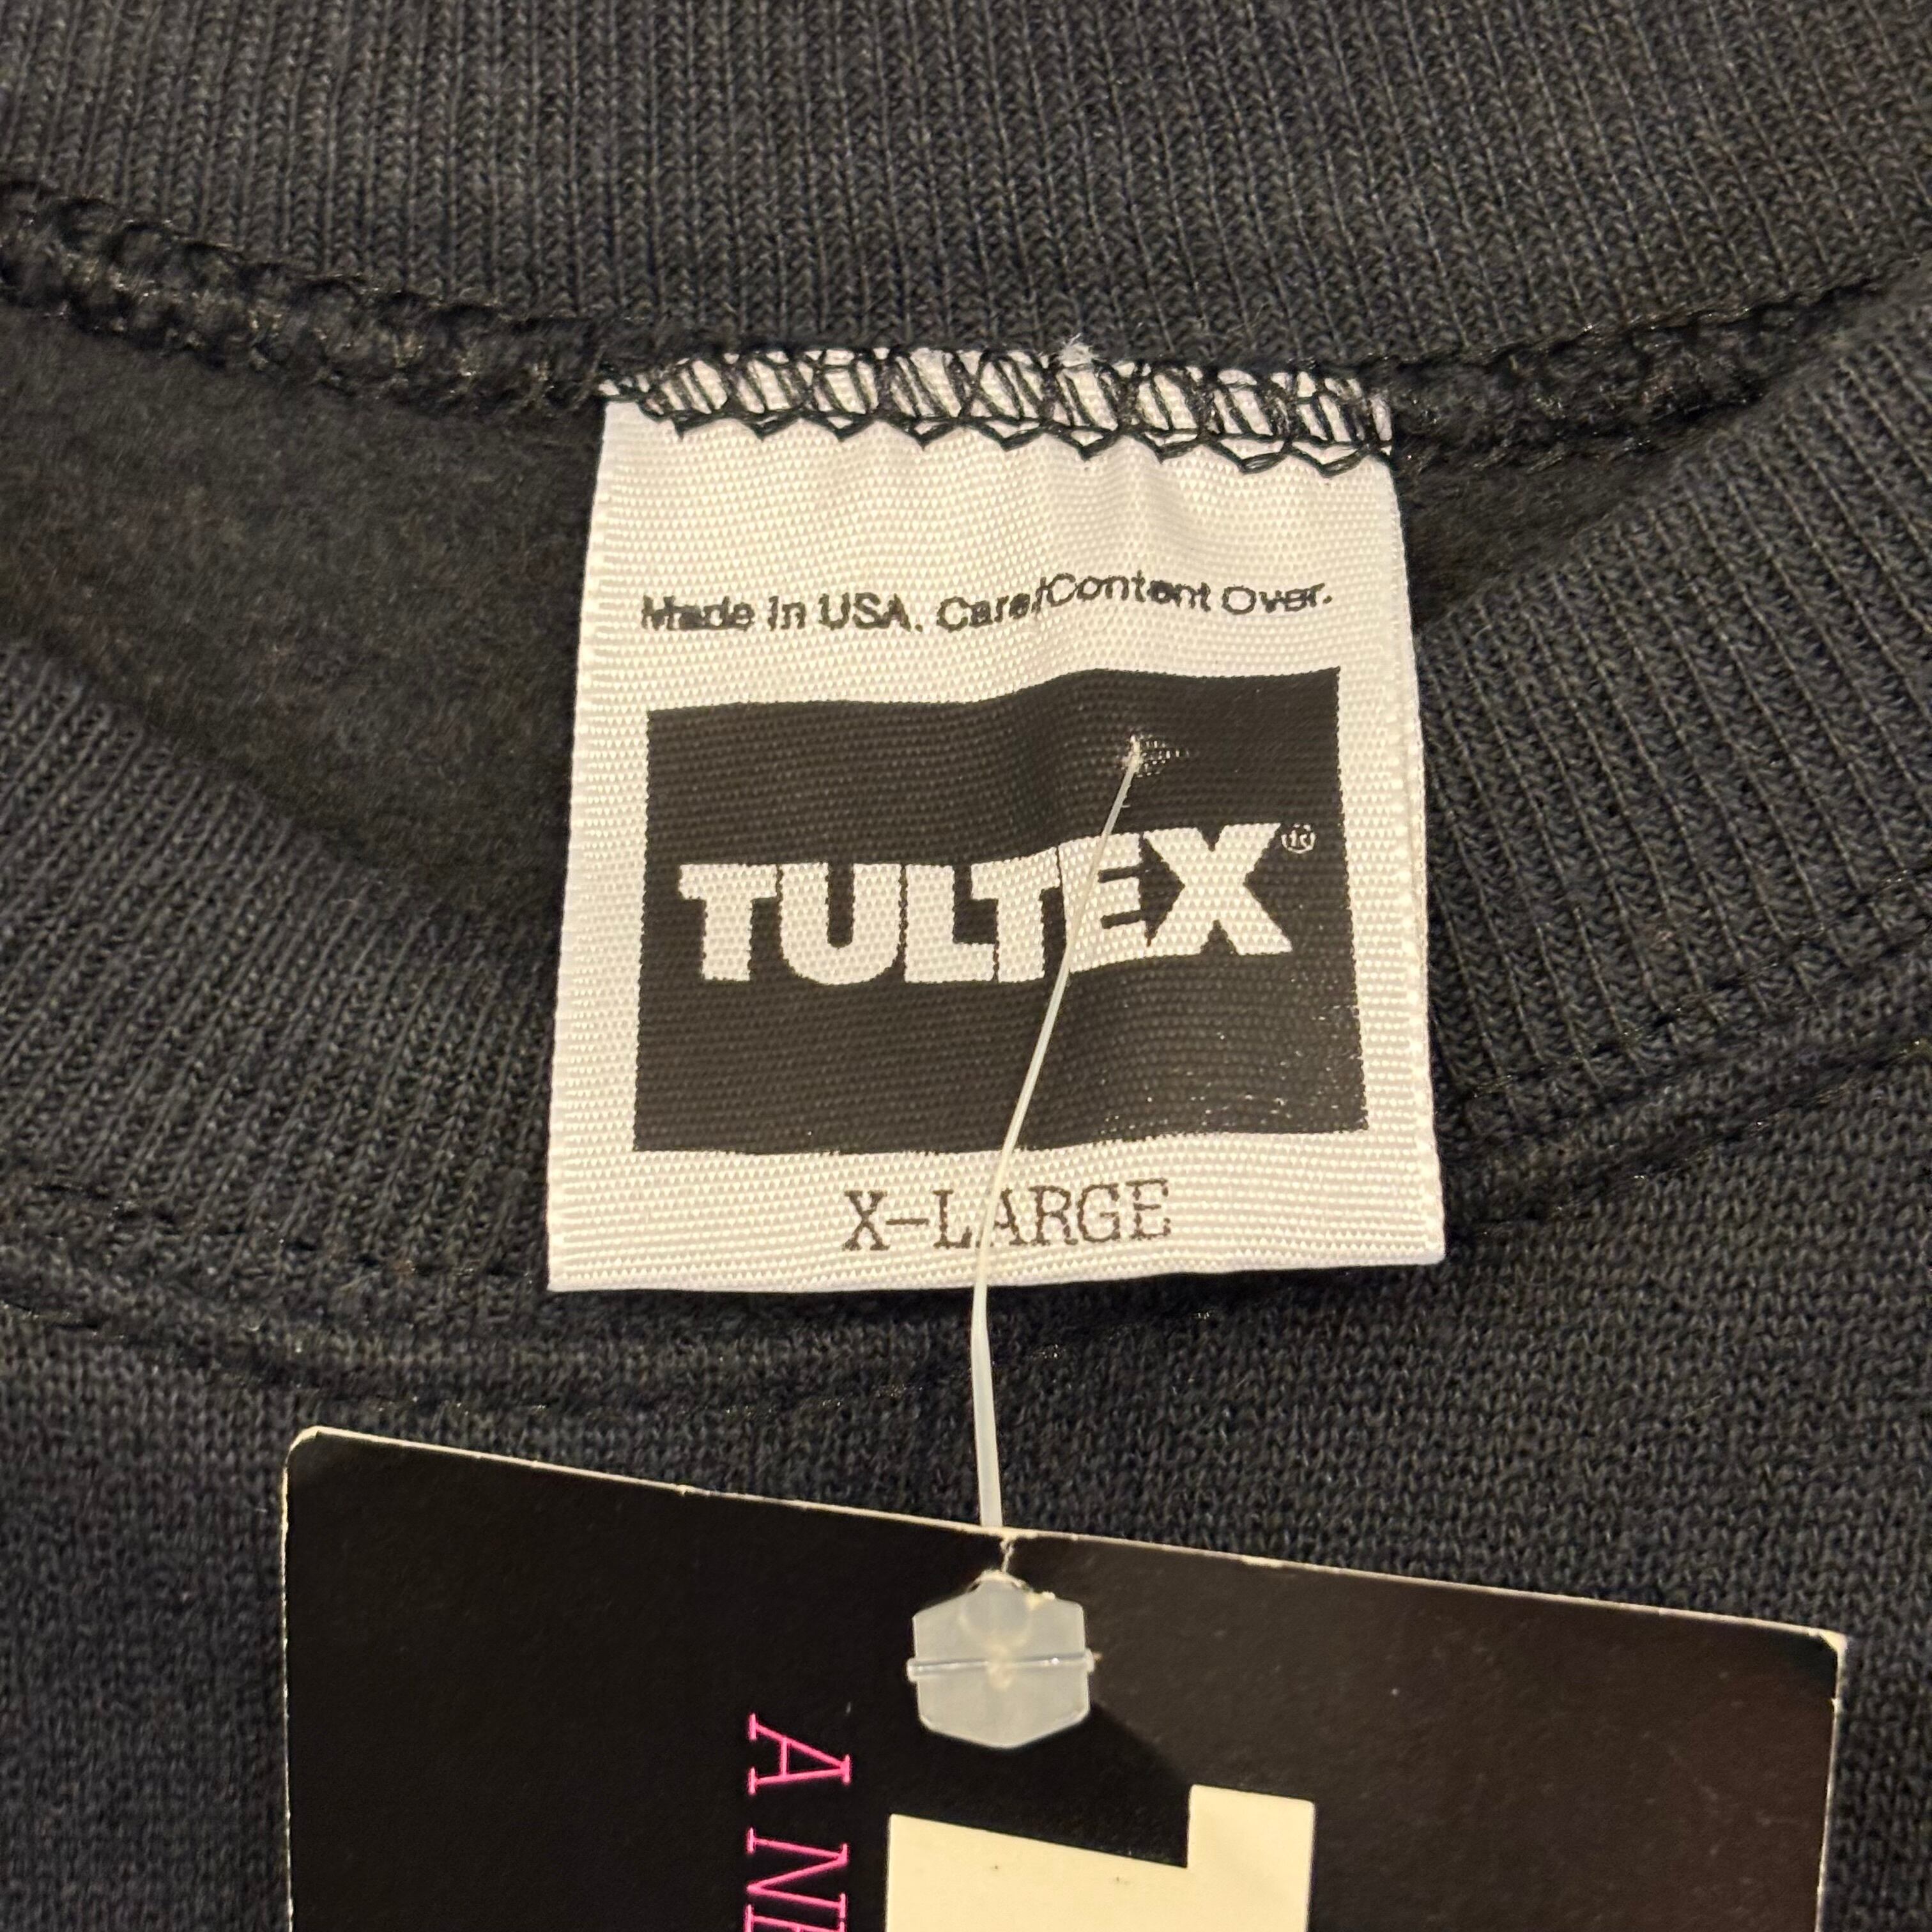 Made In USA. Care/Content Over.
TULTEX®
X-LARGE
A NE